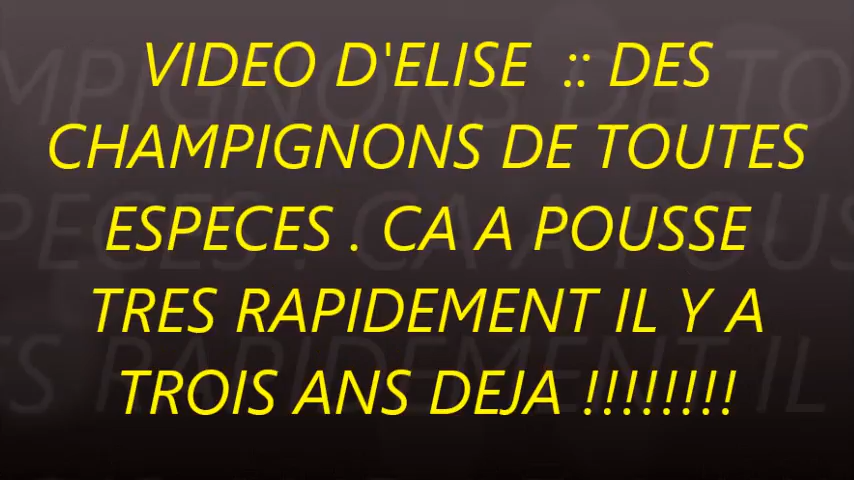 VIDEO D'ELISE :: DES
CHAMPIGNONS DE TOUTES
ESPECES . CA A POUSSE
TRES RAPIDEMENT IL Y A
TROIS ANS DEJA !!!!!!!!